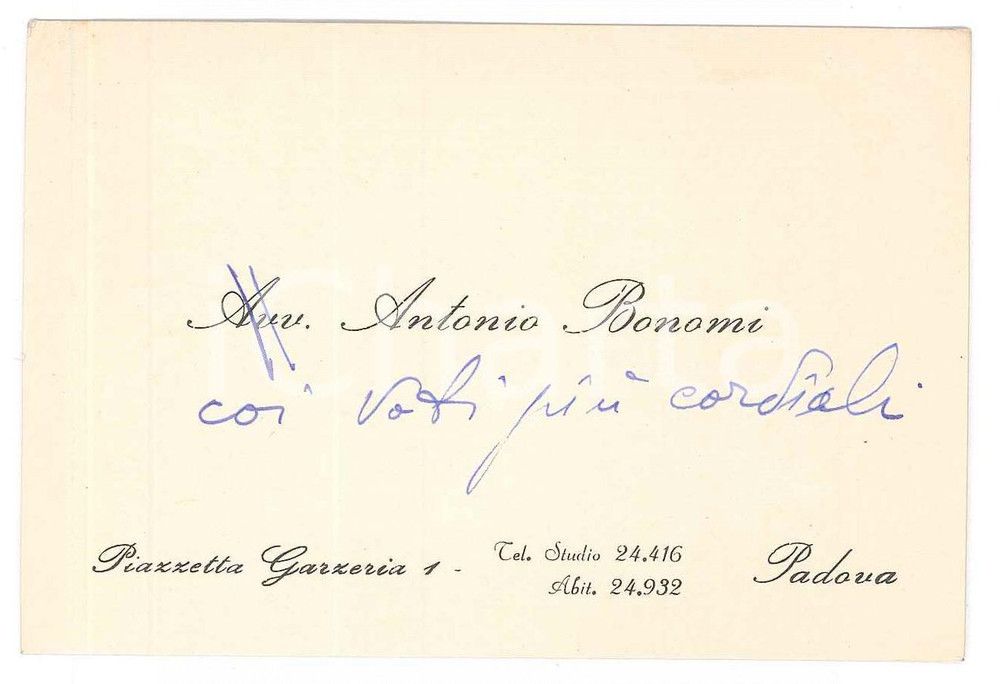 Avv. Antonio Bonomi
coi voti più cordiali
Piazzetta Garzeria 1 - Tel. Studio 24.416 Padova
Abit. 24.932